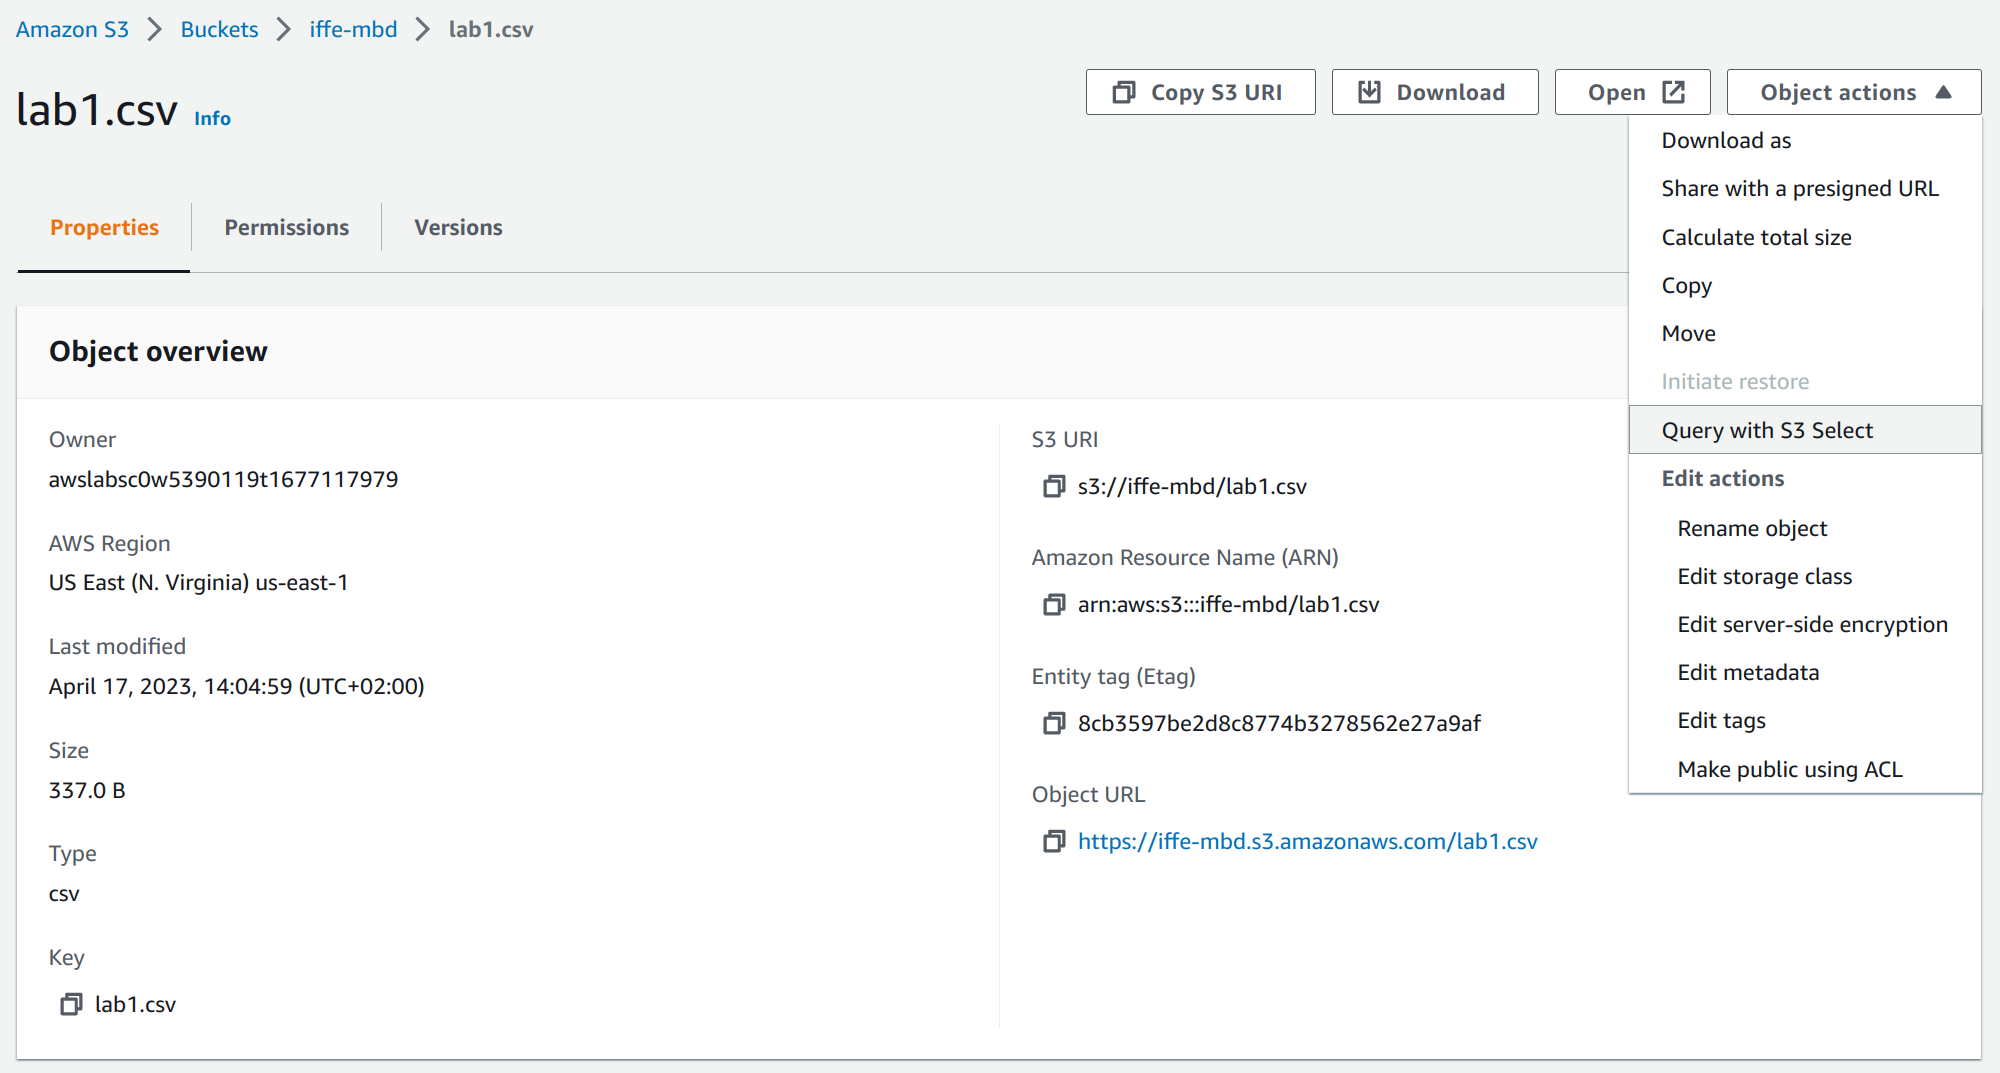 Amazon S3 > Buckets > iffe-mbd > lab1.csv
lab1.csv Info
Copy S3 URI
Download
Open
Object actions
Download as
Share with a presigned URL
Calculate total size
Copy
Move
Initiate restore
Query with S3 Select
Edit actions
Rename object
Edit storage class
Edit server-side encryption
Edit metadata
Edit tags
Make public using ACL
Properties
Permissions
Versions
Object overview
Owner
awslabsc0w5390119t1677117979
AWS Region
US East (N. Virginia) us-east-1
Last modified
April 17, 2023, 14:04:59 (UTC+02:00)
Size
337.0 B
Type
csv
Key
lab1.csv
S3 URI
s3://iffe-mbd/lab1.csv
Amazon Resource Name (ARN)
arn:aws:s3:::iffe-mbd/lab1.csv
Entity tag (Etag)
8cb3597be2d8c8774b3278562e27a9af
Object URL
https://iffe-mbd.s3.amazonaws.com/lab1.csv